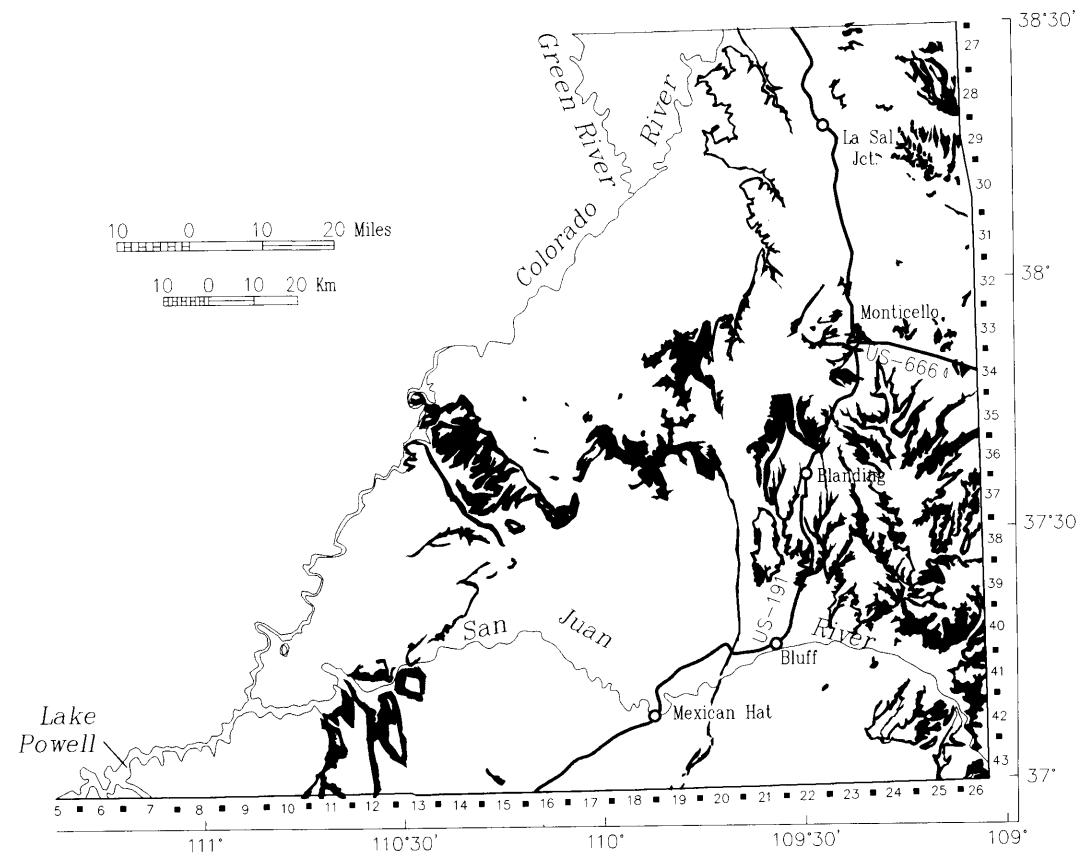 38°30'
27
28
29
30
31
32
33
34
35
36
37
38
39
40
41
42
43
38°
37°30'
37°
Green River
River
Colorado
La Sal
Jct.
10 0 10 20 Miles
10 0 10 20 Km
Monticello
US-666
Blanding
US-191
San Juan River
Bluff
Mexican Hat
Lake
Powell
5 6 7 8 9 10 11 12 13 14 15 16 17 18 19 20 21 22 23 24 25 26
111° 110°30' 110° 109°30' 109°